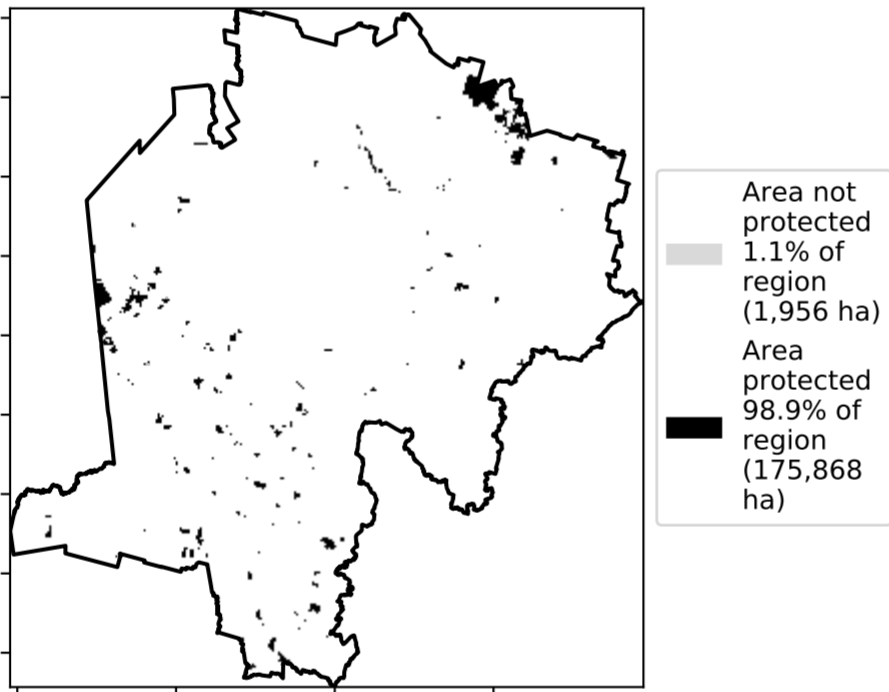 Area not
protected
1.1% of
region
(1,956 ha)
Area
protected
98.9% of
region
(175,868
ha)